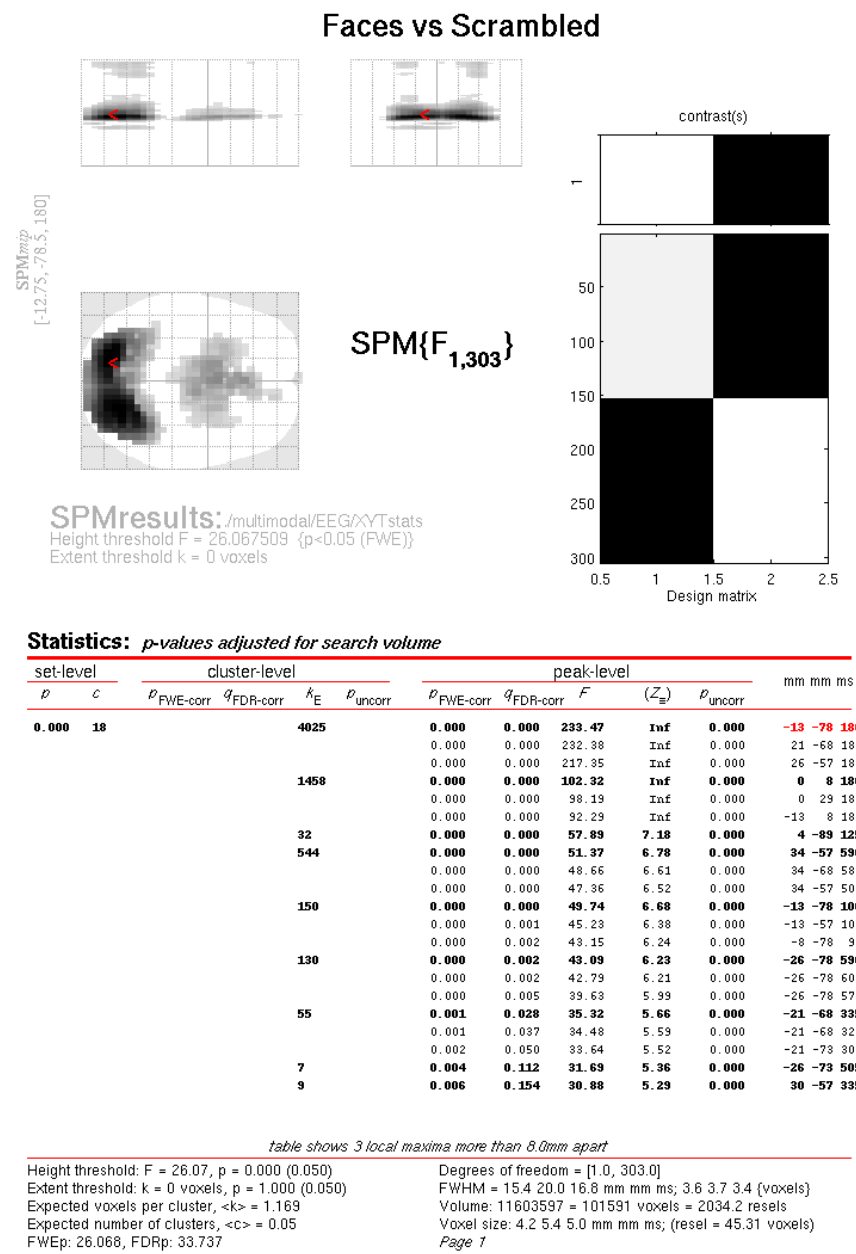 Faces vs Scrambled
contrast(s)
1
SPMmip
[-12.75, -78.5, 180]
<
<
<
SPM{F1,303}
50
100
150
200
250
300
0.5 1 1.5 2 2.5
Design matrix
SPMresults: ./multimodal/EEG/XYTstats
Height threshold F = 26.067509 {p<0.05 (FWE)}
Extent threshold k = 0 voxels
Statistics: p-values adjusted for search volume
set-level cluster-level peak-level mm mm ms
p c pFWE-corr qFDR-corr kE puncorr pFWE-corr qFDR-corr F (Z≡) puncorr
0.000 18 4025 0.000 0.000 233.47 Inf 0.000 -13 -78
0.000 0.000 232.38 Inf 0.000 21 -68
0.000 0.000 217.35 Inf 0.000 26 -57
1458 0.000 0.000 102.32 Inf 0.000 0 8
0.000 0.000 98.19 Inf 0.000 0 29
0.000 0.000 92.29 Inf 0.000 -13 8
32 0.000 0.000 57.89 7.18 0.000 4 -89
544 0.000 0.000 51.37 6.78 0.000 34 -57
0.000 0.000 48.66 6.61 0.000 34 -68
0.000 0.000 47.36 6.52 0.000 34 -57
150 0.000 0.000 49.74 6.68 0.000 -13 -78
0.000 0.001 45.23 6.38 0.000 -13 -57
0.000 0.002 43.15 6.24 0.000 -8 -78
130 0.000 0.002 43.09 6.23 0.000 -26 -78
0.000 0.002 42.79 6.21 0.000 -26 -78
0.000 0.005 39.63 5.99 0.000 -26 -78
55 0.001 0.028 35.32 5.66 0.000 -21 -68
0.001 0.037 34.48 5.59 0.000 -21 -68
0.002 0.050 33.64 5.52 0.000 -21 -73
7 0.004 0.112 31.69 5.36 0.000 -26 -73
9 0.006 0.154 30.88 5.29 0.000 30 -57
table shows 3 local maxima more than 8.0mm apart
Height threshold: F = 26.07, p = 0.000 (0.050)
Extent threshold: k = 0 voxels, p = 1.000 (0.050)
Expected voxels per cluster, <k> = 1.169
Expected number of clusters, <c> = 0.05
FWEp: 26.068, FDRp: 33.737
Degrees of freedom = [1.0, 303.0]
FWHM = 15.4 20.0 16.8 mm mm ms; 3.6 3.7 3.4 {voxels}
Volume: 11603597 = 101591 voxels = 2034.2 resels
Voxel size: 4.2 5.4 5.0 mm mm ms; (resel = 45.31 voxels)
Page 1